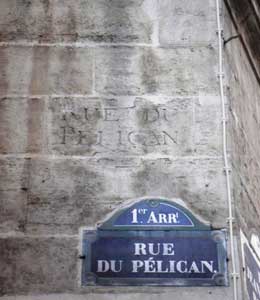 RUE DU
PÉLICAN
1er ARRt
RUE
DU PÉLICAN.